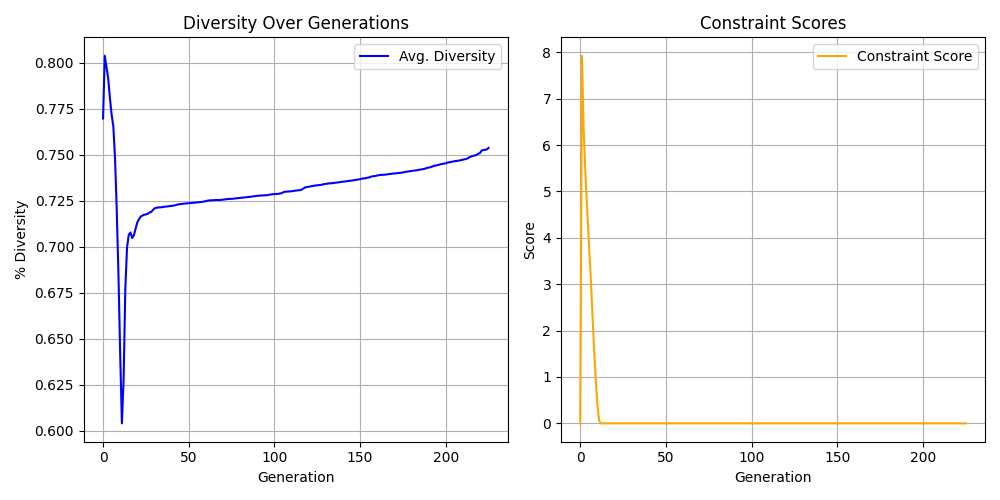 Diversity Over Generations
Avg. Diversity
0.800
0.775
0.750
0.725
0.700
0.675
0.650
0.625
0.600
% Diversity
0 50 100 150 200
Generation
Constraint Scores
Constraint Score
8
7
6
5
4
3
2
1
0
Score
0 50 100 150 200
Generation